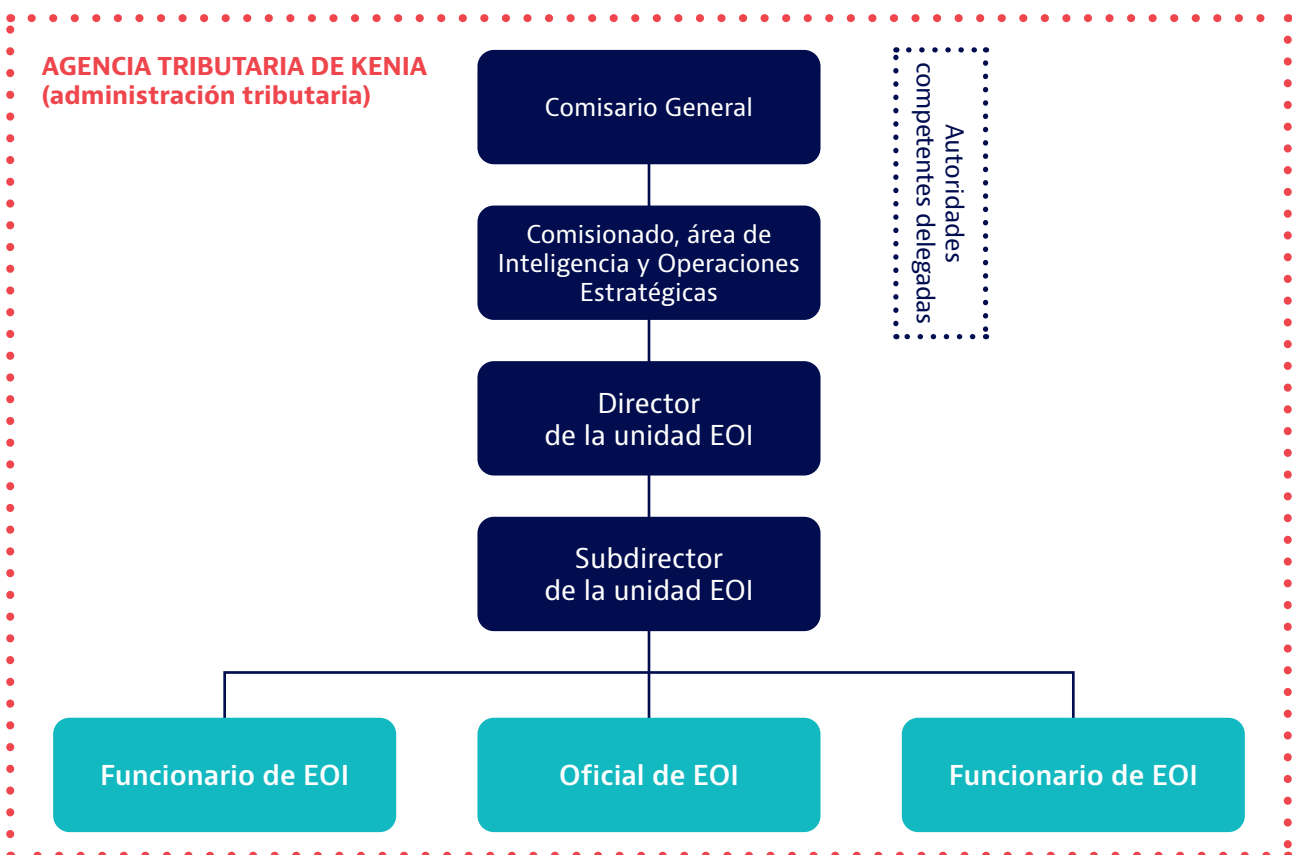 AGENCIA TRIBUTARIA DE KENIA
(administración tributaria)
Comisario General
Autoridades
competentes delegadas
Comisionado, área de
Inteligencia y Operaciones
Estratégicas
Director
de la unidad EOI
Subdirector
de la unidad EOI
Funcionario de EOI
Oficial de EOI
Funcionario de EOI